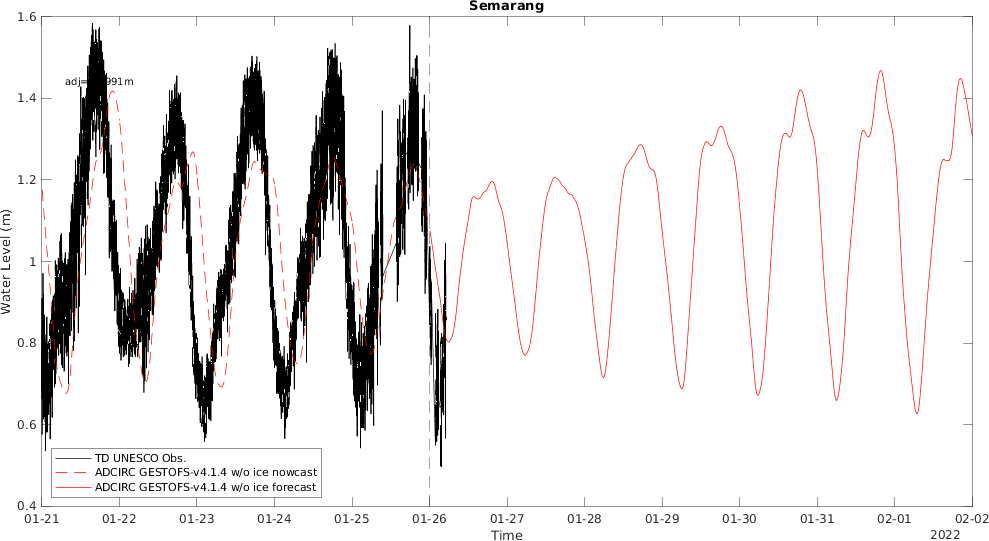 Semarang
1.6
1.4
1.2
1
0.8
0.6
0.4
Water Level (m)
TD UNESCO Obs.
ADCIRC GESTOFS-v4.1.4 w/o ice nowcast
ADCIRC GESTOFS-v4.1.4 w/o ice forecast
01-21 01-22 01-23 01-24 01-25 01-26 01-27 01-28 01-29 01-30 01-31 02-01 02-02
Time
2022